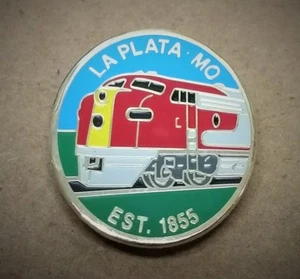 LA PLATA · MO
EST. 1855